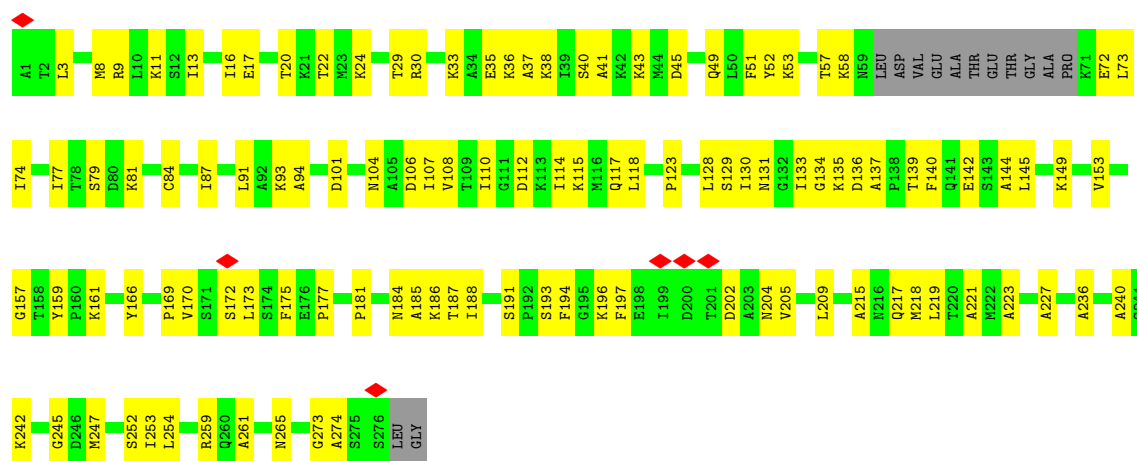 A1 T2 L3 M8 R9 L10 K11 S12 I13 I16 E17 T20 K21 T22 M23 K24 T29 R30 K33 A34 E35 K36 A37 K38 I39 S40 A41 K42 K43 M44 D45 Q49 L50 F51 Y52 K53 T57 K58 N59 LEU ASP VAL GLU ALA THR GLU THR GLY ALA PRO K71 E72 L73
I74 I77 T78 S79 D80 K81 C84 I87 L91 A92 K93 A94 D101 N104 A105 D106 I107 V108 T109 I110 G111 D112 K113 I114 K115 M116 Q117 L118 P123 L128 S129 I130 N131 G132 I133 G134 K135 D136 A137 P138 T139 F140 Q141 E142 S143 A144 L145 K149 V153
G157 T158 Y159 P160 K161 Y166 P169 V170 S171 S172 L173 S174 F175 E176 P177 P181 N184 A185 K186 T187 I188 S191 P192 S193 F194 G195 K196 F197 E198 I199 D200 T201 D202 A203 N204 V205 L209 A215 N216 Q217 M218 L219 T220 A221 M222 A223 A227 A236 A240
K242 G245 D246 M247 S252 I253 L254 R259 Q260 A261 N265 G273 A274 S275 S276 LEU GLY